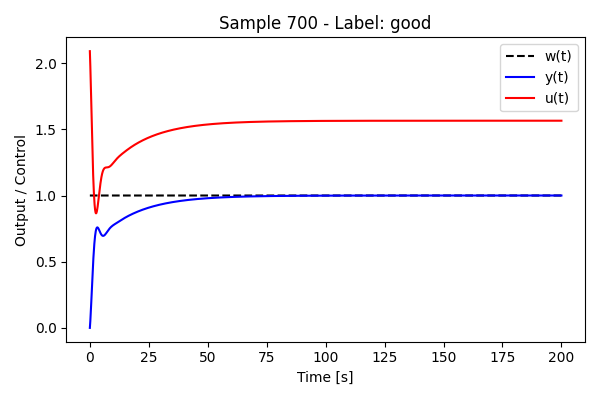 Sample 700 - Label: good
w(t)
y(t)
u(t)
Output / Control
2.0
1.5
1.0
0.5
0.0
0 25 50 75 100 125 150 175 200
Time [s]